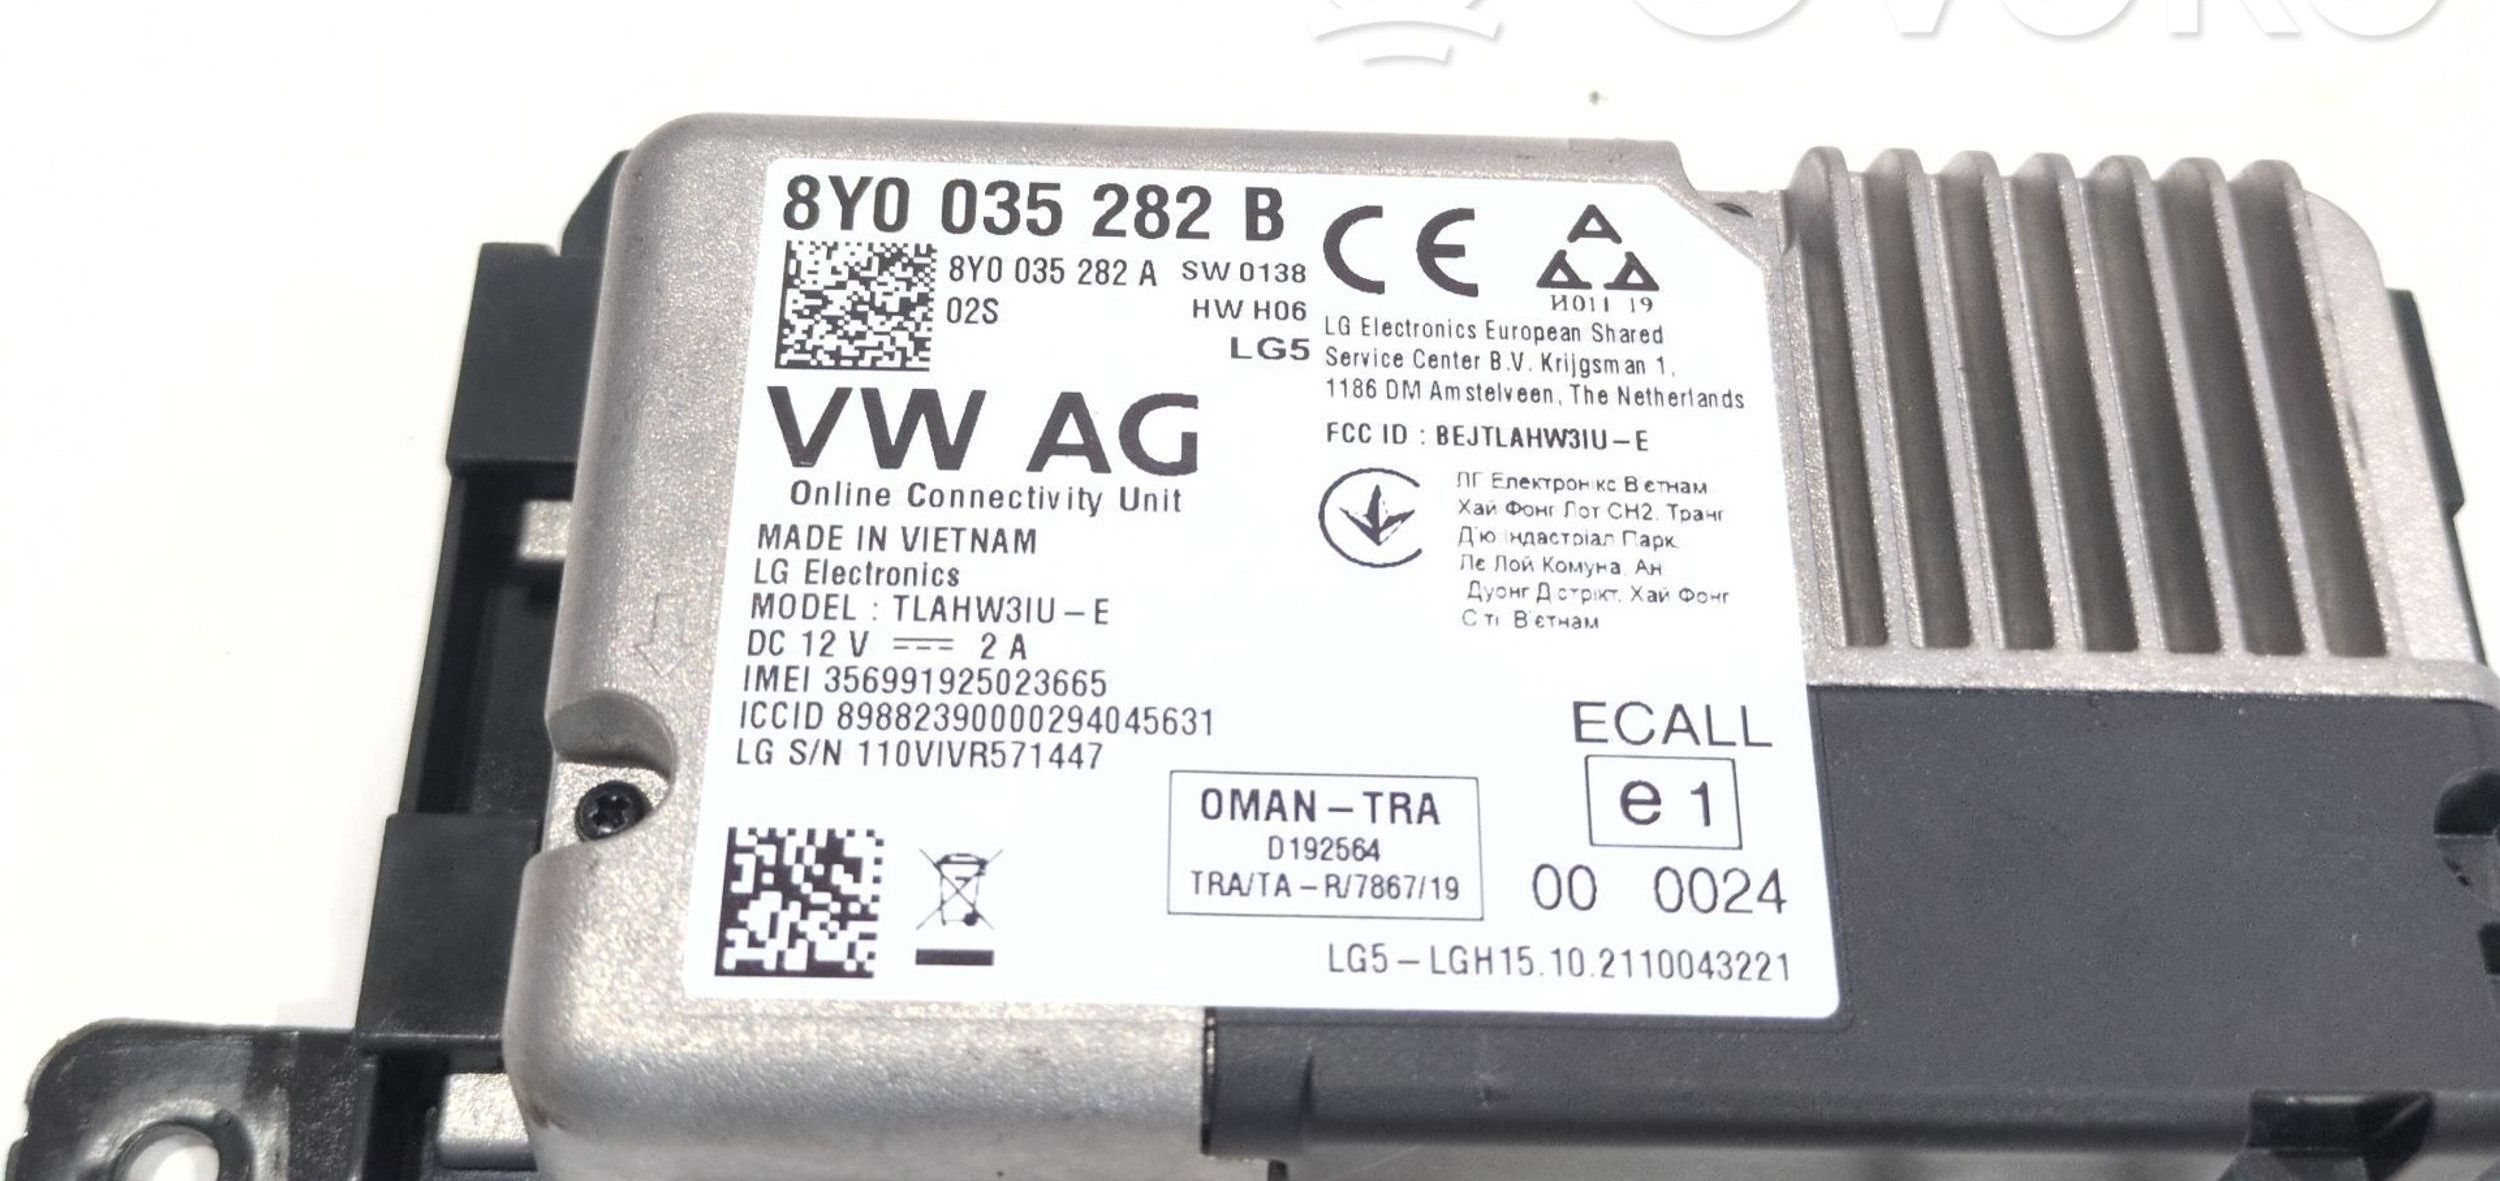 OVOKO
8Y0 035 282 B
8Y0 035 282 A SW 0138
02S HW H06
LG5
VW AG
Online Connectivity Unit
MADE IN VIETNAM
LG Electronics
MODEL : TLAHW3IU-E
DC 12 V 2 A
IMEI 356991925023665
ICCID 89882390000294045631
LG S/N 110VIVR571447
CE
И011 19
LG Electronics European Shared
Service Center B.V. Krijgsman 1,
1186 DM Amstelveen, The Netherlands
FCC ID : BEJTLAHW3IU-E
ЛГ Електронікс В єтнам
Хай Фонг Лот СН2. Транг
Д'ю Індастріал Парк
Лє Лой Комуна, Ан
Дуонг Дістрікт, Хай Фонг
Сіті В'єтнам
ECALL
e 1
00 0024
OMAN-TRA
D192564
TRA/TA-R/7867/19
LG5-LGH15.10.2110043221